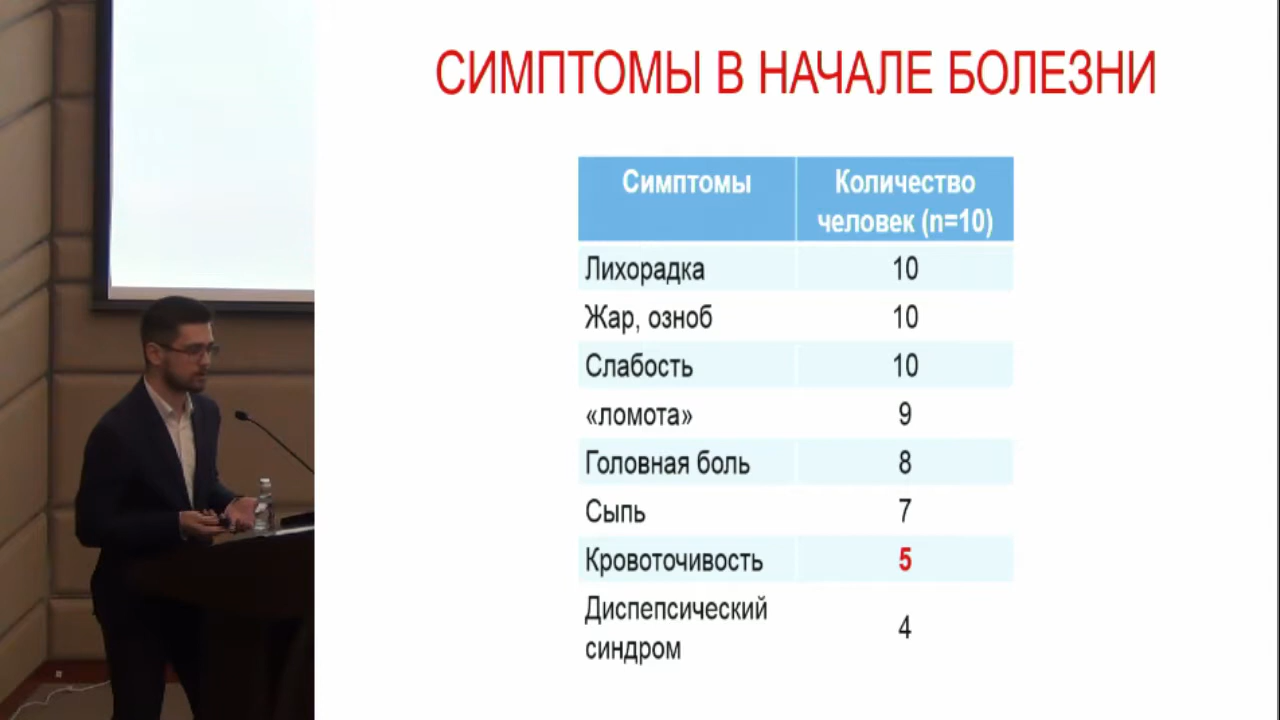 СИМПТОМЫ В НАЧАЛЕ БОЛЕЗНИ
Симптомы
Количество
человек (n=10)
Лихорадка 10
Жар, озноб 10
Слабость 10
«ломота» 9
Головная боль 8
Сыпь 7
Кровоточивость 5
Диспепсический
синдром 4